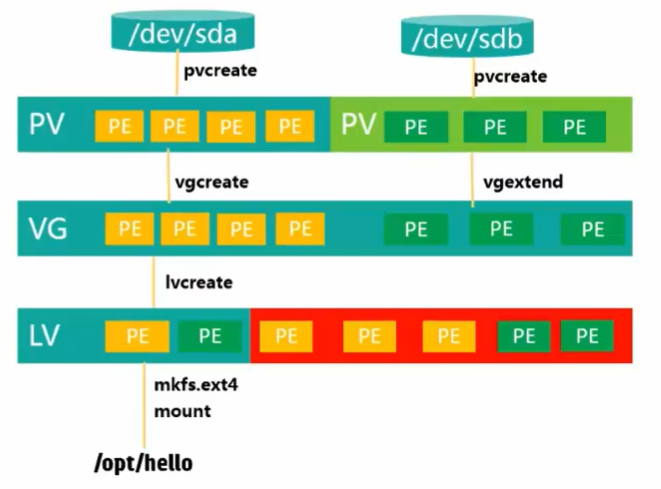 /dev/sda /dev/sdb
pvcreate pvcreate
PV PE PE PE PE PV PE PE PE
vgcreate vgextend
VG PE PE PE PE PE PE PE
lvcreate
LV PE PE PE PE PE PE PE
mkfs.ext4
mount
/opt/hello